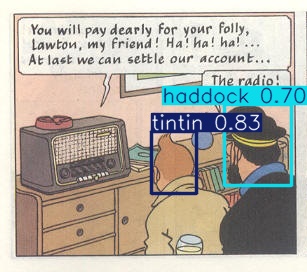 You will pay dearly for your folly,
Lawton, my friend! Ha! ha! ha! ...
At last we can settle our account...
The radio!
haddock 0.70
tintin 0.83